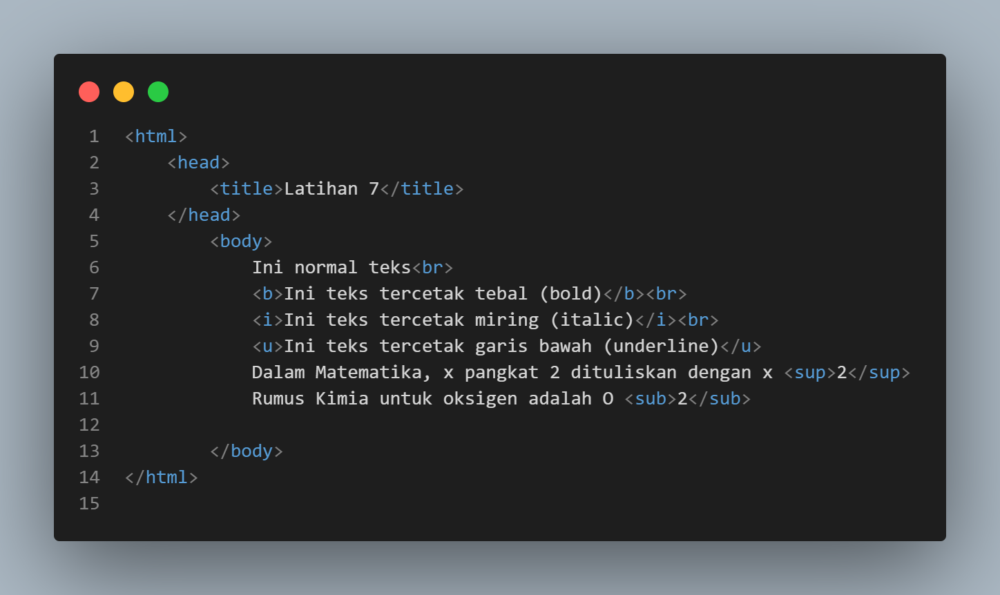 1 <html>
2     <head>
3         <title>Latihan 7</title>
4     </head>
5         <body>
6             Ini normal teks<br>
7             <b>Ini teks tercetak tebal (bold)</b><br>
8             <i>Ini teks tercetak miring (italic)</i><br>
9             <u>Ini teks tercetak garis bawah (underline)</u>
10             Dalam Matematika, x pangkat 2 dituliskan dengan x <sup>2</sup>
11             Rumus Kimia untuk oksigen adalah O <sub>2</sub>
12
13         </body>
14 </html>
15